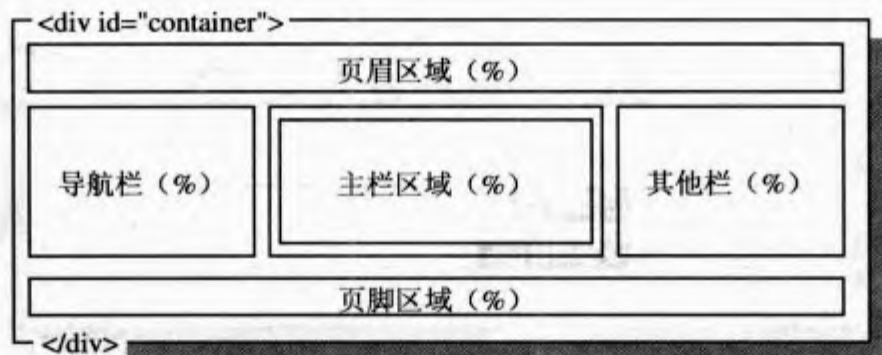 <div id="container">
页眉区域（%）
导航栏（%）
主栏区域（%）
其他栏（%）
页脚区域（%）
</div>